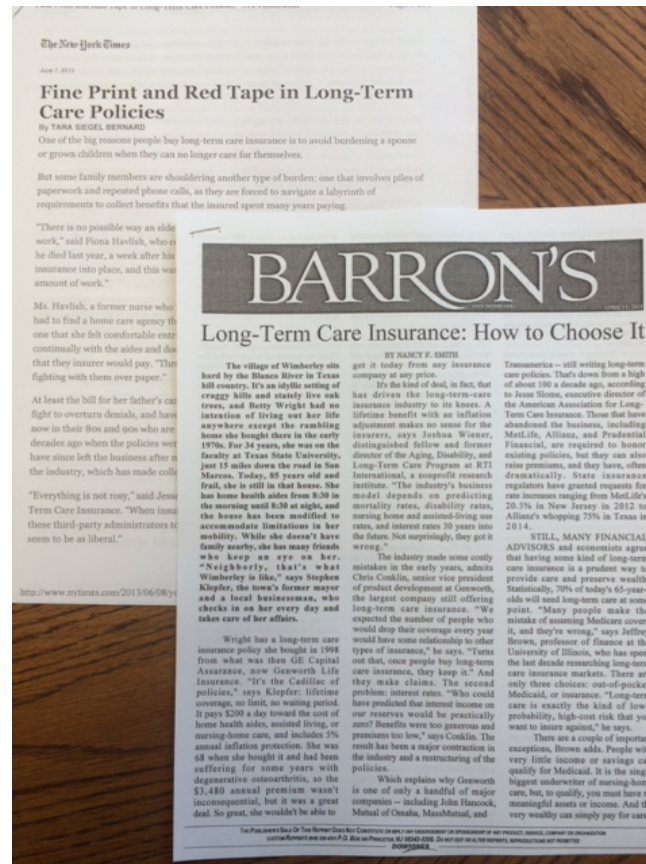 The New York Times
June 7, 2013
Fine Print and Red Tape in Long-Term
Care Policies
By TARA SIEGEL BERNARD
One of the big reasons people buy long-term care insurance is to avoid burdening a spouse
or grown children when they can no longer care for themselves.
But some family members are shouldering another type of burden: one that involves piles of
paperwork and repeated phone calls, as they are forced to navigate a labyrinth of
requirements to collect benefits that the insured spent many years paying.
"There is no possible way an elde
work," said Fiona Havlish, who
he died last year, a week after his
insurance into place, and this was
amount of work."
Ms. Havlish, a former nurse who
had to find a home care agency th
one that she felt comfortable entr
continually with the aides and do
that they insurer would pay. "Thr
fighting with them over paper."
At least the bill for her father's car
fight to overturn denials, and hav
now in their 80s and 90s who are
decades ago when the policies wer
have since left the business after m
the industry, which has made colle
"Everything is not rosy," said Jess
Term Care Insurance. "When insu
these third-party administrators to
seem to be as liberal."
http://www.nytimes.com/2013/06/08/yo
BARRON'S
Long-Term Care Insurance: How to Choose It
BY NANCY F. SMITH
The village of Wimberley sits
hard by the Blanco River in Texas
hill country. It's an idyllic setting of
craggy hills and stately live oak
trees, and Betty Wright had no
intention of living out her life
anywhere except the rambling
home she bought there in the early
1970s. For 34 years, she was on the
faculty at Texas State University,
just 15 miles down the road in San
Marcos. Today, 85 years old and
frail, she is still in that house. She
has home health aides from 8:30 in
the morning until 8:30 at night, and
the house has been modified to
accommodate limitations in her
mobility. While she doesn't have
family nearby, she has many friends
who keep an eye on her.
"Neighborly, that's what
Wimberley is like," says Stephen
Klepfer, the town's former mayor
and a local businessman, who
checks in on her every day and
takes care of her affairs.
Wright has a long-term care
insurance policy she bought in 1998
from what was then GE Capital
Assurance, now Genworth Life
Insurance. "It's the Cadillac of
policies," says Klepfer: lifetime
coverage, no limit, no waiting period.
It pays $200 a day toward the cost of
home health aides, assisted living, or
nursing-home care, and includes 5%
annual inflation protection. She was
68 when she bought it and had been
suffering for some years with
degenerative osteoarthritis, so the
$3,480 annual premium wasn't
inconsequential, but it was a great
deal. So great, she wouldn't be able to
get it today from any insurance
company at any price.
It's the kind of deal, in fact, that
has driven the long-term-care
insurance industry to its knees. A
lifetime benefit with an inflation
adjustment makes no sense for the
insurers, says Joshua Wiener,
distinguished fellow and former
director of the Aging, Disability, and
Long-Term Care Program at RTI
International, a nonprofit research
institute. "The industry's business
model depends on predicting
mortality rates, disability rates,
nursing home and assisted-living use
rates, and interest rates 30 years into
the future. Not surprisingly, they got it
wrong."
The industry made some costly
mistakes in the early years, admits
Chris Conklin, senior vice president
of product development at Genworth,
the largest company still offering
long-term care insurance. "We
expected the number of people who
would drop their coverage every year
would have some relationship to other
types of insurance," he says. "Turns
out that, once people buy long-term
care insurance, they keep it." And
they make claims. The second
problem: interest rates. "Who could
have predicted that interest income on
our reserves would be practically
zero? Benefits were too generous and
premiums too low," says Conklin. The
result has been a major contraction in
the industry and a restructuring of the
policies.
Which explains why Genworth
is one of only a handful of major
companies – including John Hancock,
Mutual of Omaha, MassMutual, and
Transamerica – still writing long-term
care policies. That's down from a high
of about 100 a decade ago, according
to Jesse Slome, executive director of
the American Association for Long-
Term Care Insurance. Those that have
abandoned the business, including
MetLife, Allianz, and Prudential
Financial, are required to honor
existing policies, but they can also
raise premiums, and they have, often
dramatically. State insurance
regulators have granted requests for
rate increases ranging from MetLife's
20.5% in New Jersey in 2012 to
Allianz's whopping 75% in Texas in
2014.
STILL, MANY FINANCIAL
ADVISORS and economists agree
that having some kind of long-term
care insurance is a prudent way to
provide care and preserve wealth
Statistically, 70% of today's 65-year-
olds will need long-term care at some
point. "Many people make the
mistake of assuming Medicare cover
it, and they're wrong," says Jeffrey
Brown, professor of finance at the
University of Illinois, who has spen
the last decade researching long-term
care insurance markets. There ar
only three choices: out-of-pocke
Medicaid, or insurance. "Long-term
care is exactly the kind of low-
probability, high-cost risk that yo
want to insure against," he says.
There are a couple of importa
exceptions, Brown adds. People wit
very little income or savings ca
qualify for Medicaid. It is the singl
biggest underwriter of nursing-hom
care, but, to qualify, you must have
meaningful assets or income. And th
very wealthy can simply pay for care
THE PUBLISHER'S SALE OF THIS REPRINT DOES NOT CONSTITUTE OR IMPLY ANY ENDORSEMENT OR SPONSORSHIP OF ANY PRODUCT, SERVICE, COMPANY OR ORGANIZATION
DOW JONES